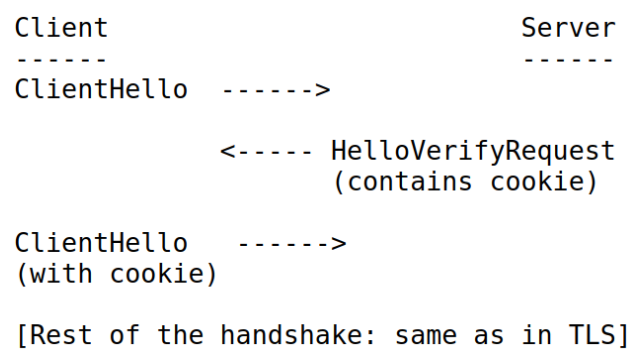 Client Server
------ ------
ClientHello ------>
<----- HelloVerifyRequest
(contains cookie)
ClientHello ------>
(with cookie)
[Rest of the handshake: same as in TLS]